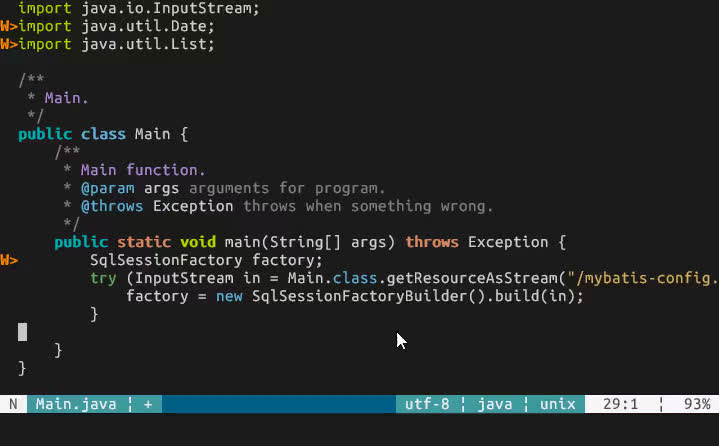 import java.io.InputStream;
W>import java.util.Date;
W>import java.util.List;
/**
 * Main.
 */
public class Main {
    /**
     * Main function.
     * @param args arguments for program.
     * @throws Exception throws when something wrong.
     */
    public static void main(String[] args) throws Exception {
W>      SqlSessionFactory factory;
        try (InputStream in = Main.class.getResourceAsStream("/mybatis-config.
            factory = new SqlSessionFactoryBuilder().build(in);
        }
    }
}
N Main.java ¦ + utf-8 ¦ java ¦ unix 29:1 ¦ 93%